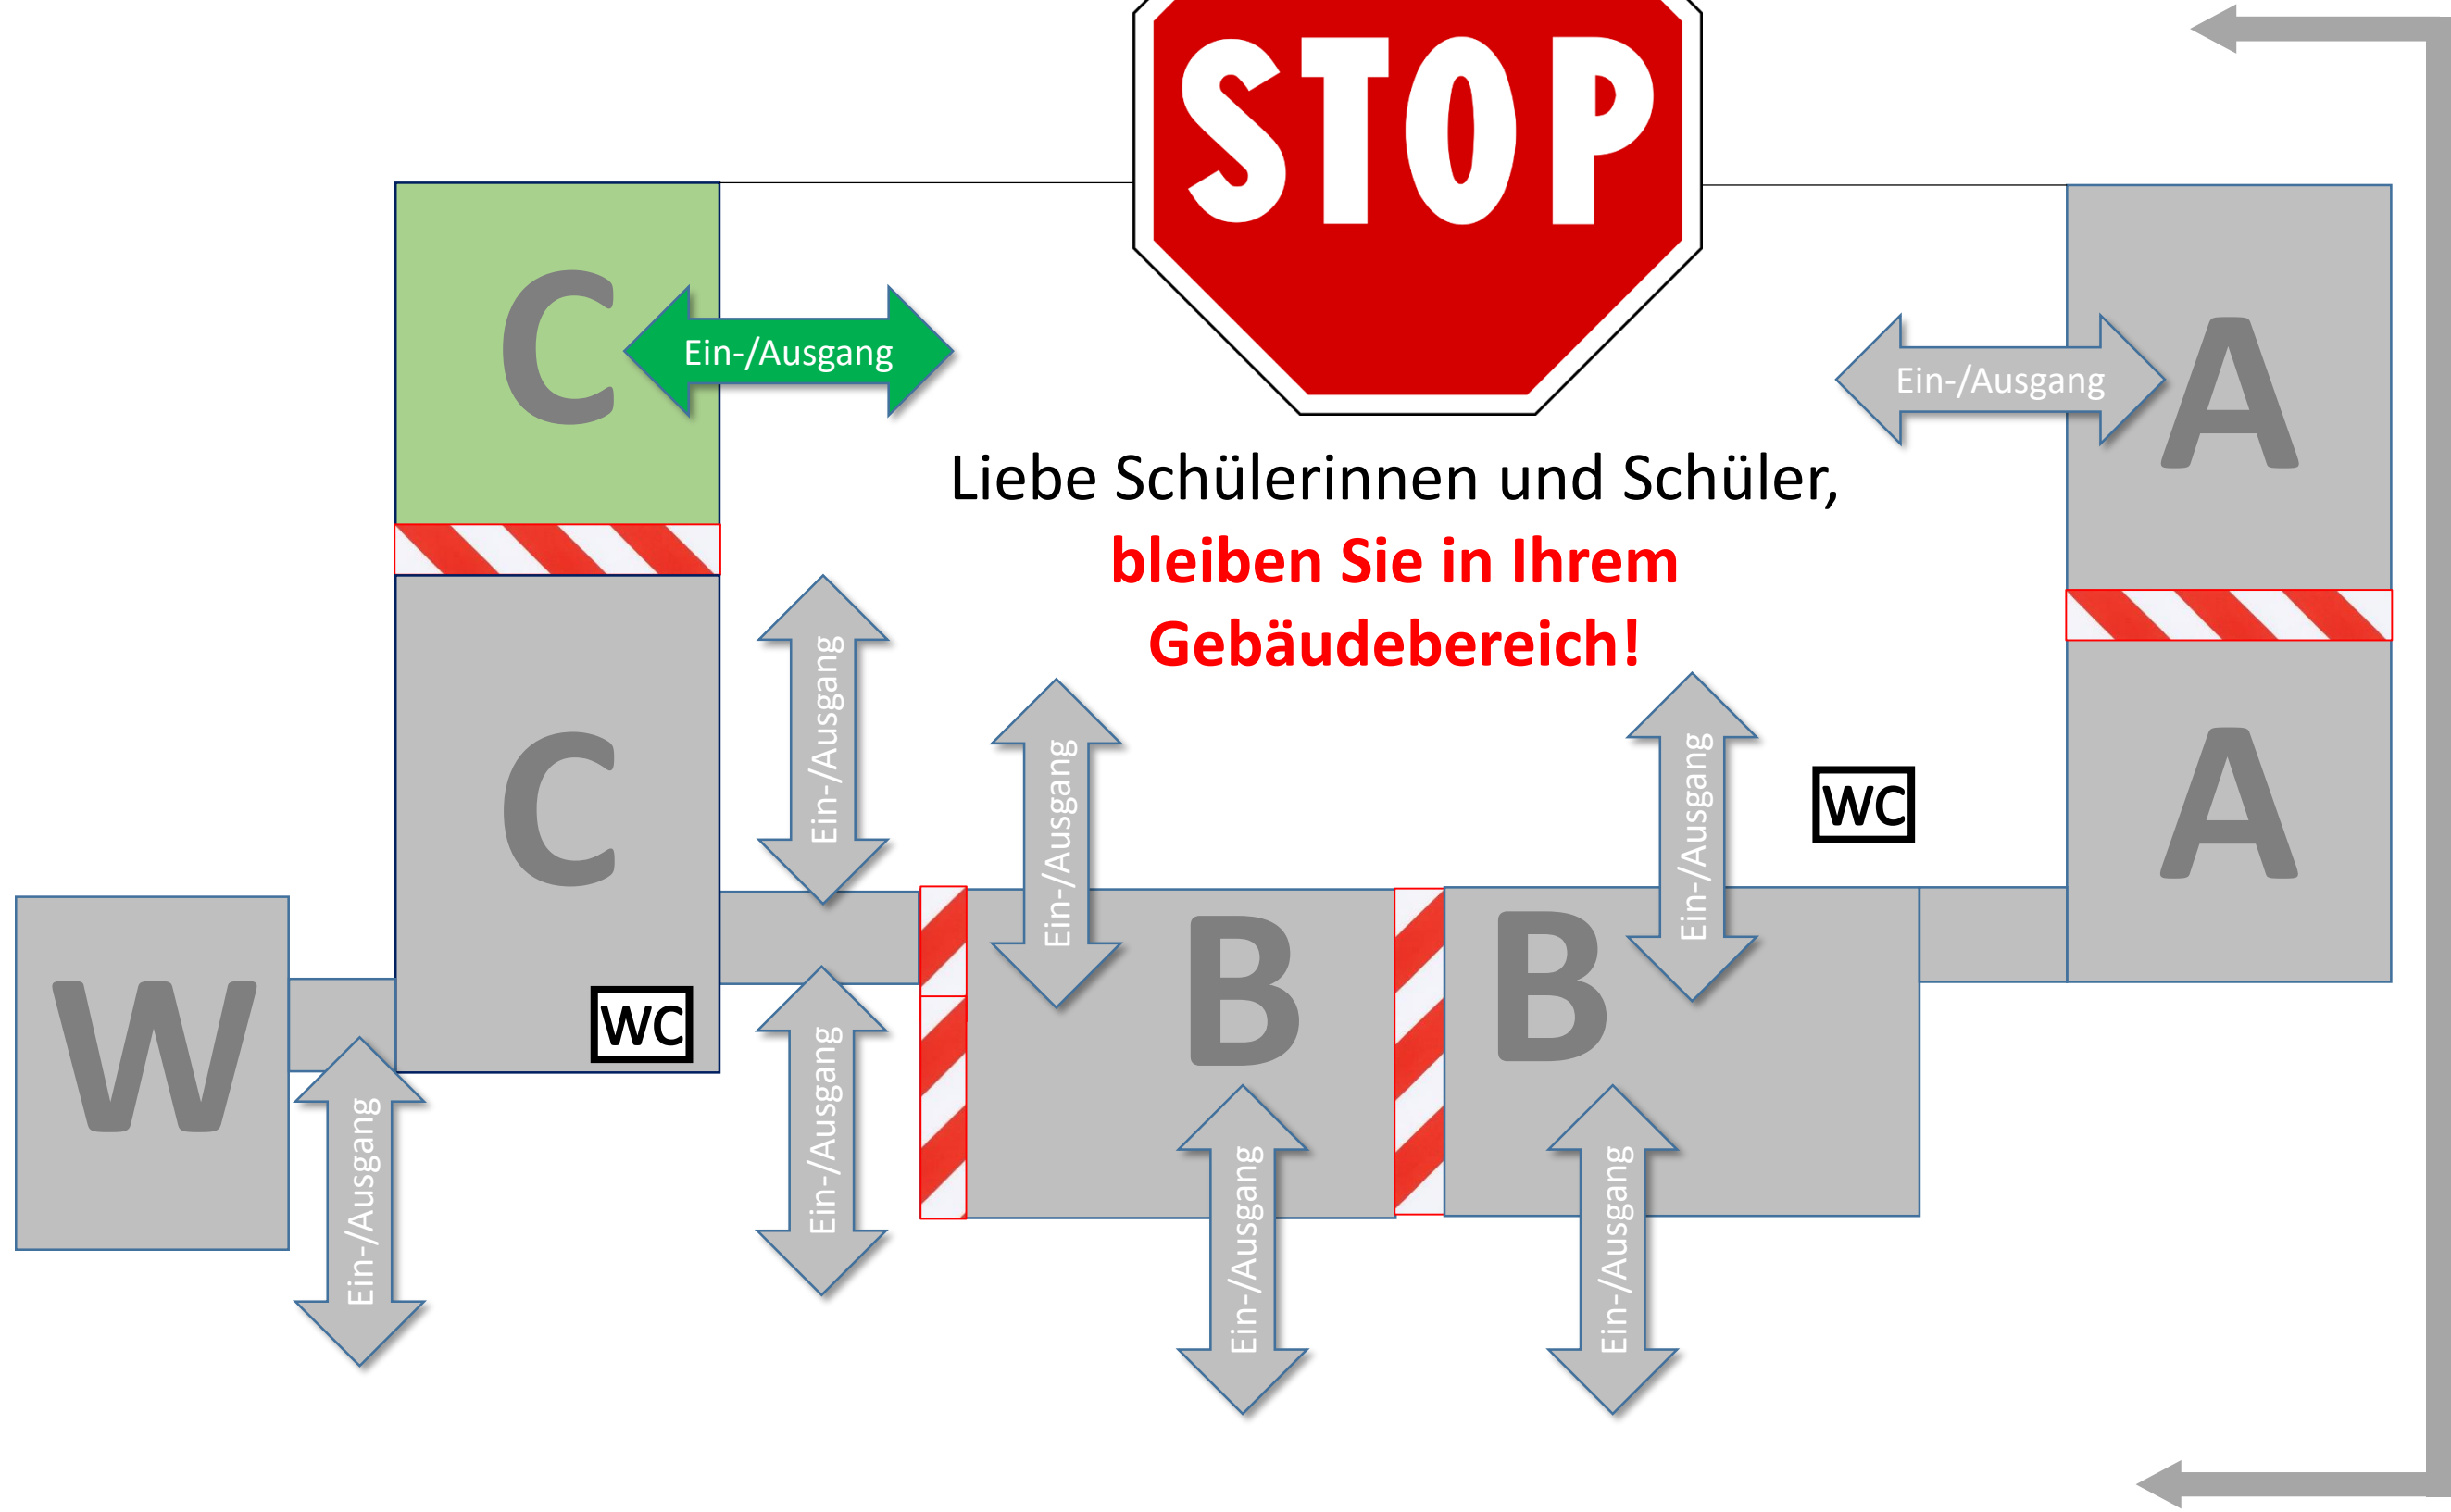 STOP
C
Ein-/Ausgang
Ein-/Ausgang
A
Liebe Schülerinnen und Schüler,
bleiben Sie in Ihrem
Gebäudebereich!
C
Ein-/Ausgang
Ein-/Ausgang
Ein-/Ausgang
WC
A
W
WC
B
B
Ein-/Ausgang
Ein-/Ausgang
Ein-/Ausgang
Ein-/Ausgang